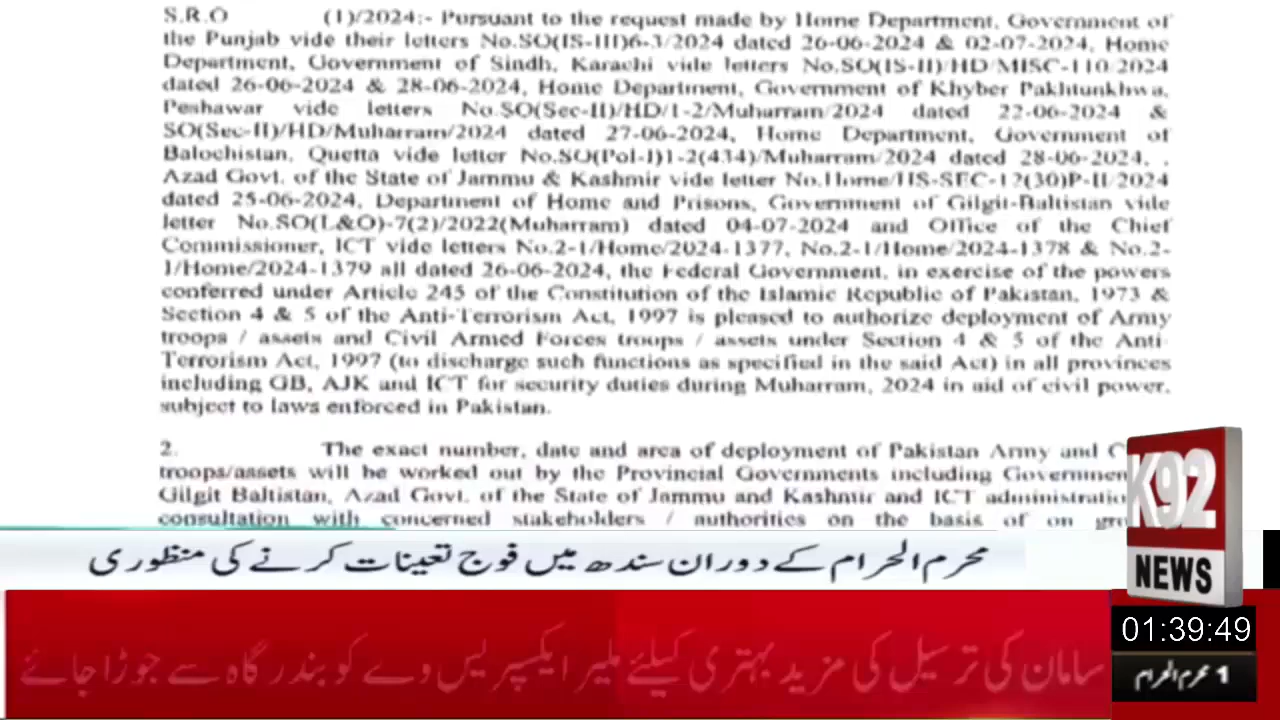 S.R.O (1)/2024:- Pursuant to the request made by Home Department, Government of
the Punjab vide their letters No.SO(IS-III)6-3/2024 dated 26-06-2024 & 02-07-2024, Home
Department, Government of Sindh, Karachi vide letters No.SO(IS-II)/HD/MISC-110/2024
dated 26-06-2024 & 28-06-2024, Home Department, Government of Khyber Pakhtunkhwa,
Peshawar vide letters No.SO(Sec-II)/HD/1-2/Muharram/2024 dated 22-06-2024 &
SO(Sec-II)/HD/Muharram/2024 dated 27-06-2024, Home Department, Government of
Balochistan, Quetta vide letter No.SO(Pol-I)1-2(434)/Muharram/2024 dated 28-06-2024, .
Azad Govt. of the State of Jammu & Kashmir vide letter No.Home/HS-SEC-12(30)P-II/2024
dated 25-06-2024, Department of Home and Prisons, Government of Gilgit-Baltistan vide
letter No.SO(L&O)-7(2)/2022(Muharram) dated 04-07-2024 and Office of the Chief
Commissioner, ICT vide letters No.2-1/Home/2024-1377, No.2-1/Home/2024-1378 & No.2-
1/Home/2024-1379 all dated 26-06-2024, the Federal Government, in exercise of the powers
conferred under Article 245 of the Constitution of the Islamic Republic of Pakistan, 1973 &
Section 4 & 5 of the Anti-Terrorism Act, 1997 is pleased to authorize deployment of Army
troops / assets and Civil Armed Forces troops / assets under Section 4 & 5 of the Anti-
Terrorism Act, 1997 (to discharge such functions as specified in the said Act) in all provinces
including GB, AJK and ICT for security duties during Muharram, 2024 in aid of civil power,
subject to laws enforced in Pakistan.
2. The exact number, date and area of deployment of Pakistan Army and C
troops/assets will be worked out by the Provincial Governments including Governmen
Gilgit Baltistan, Azad Govt. of the State of Jammu and Kashmir and ICT administratio
consultation with concerned stakeholders / authorities on the basis of on gro
K92
NEWS
محرم الحرام کے دوران سندھ میں فوج تعینات کرنے کی منظوری
01:39:49
سامان کی ترسیل کی مزید بہتری کیلئے ملیر ایکسپریس وے کو بندرگاہ سے جوڑا جائے
1 محرم الحرام